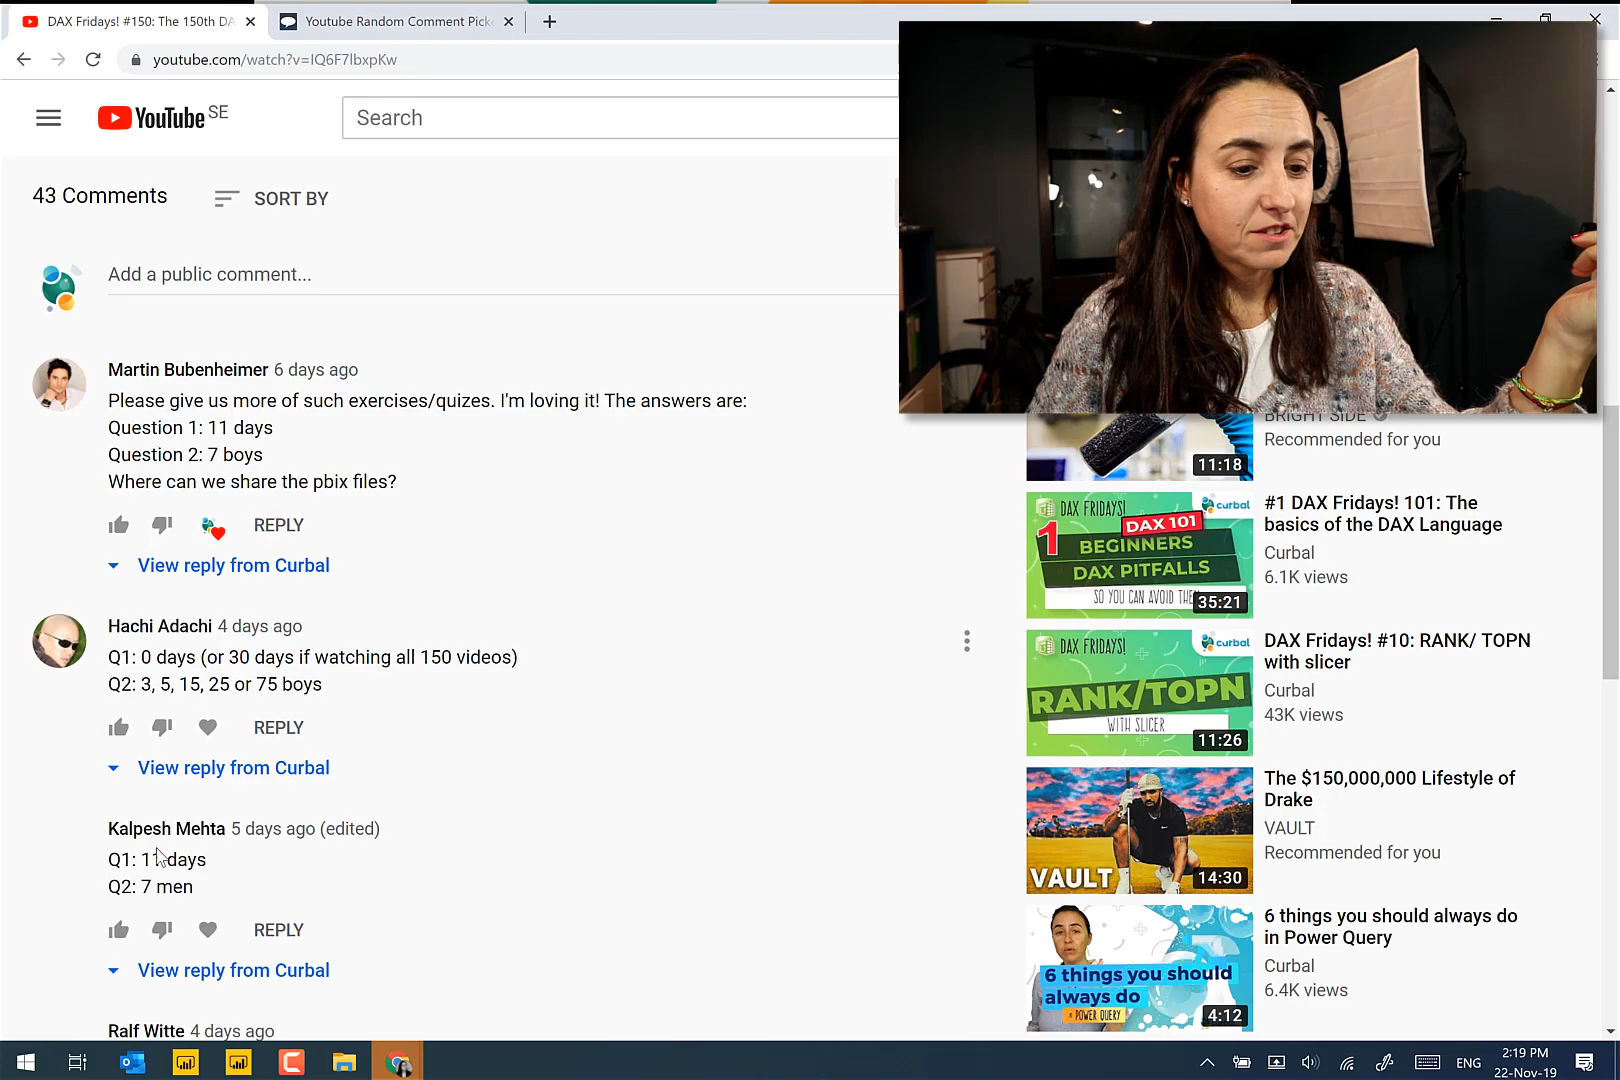 DAX Fridays! #150: The 150th DA
Youtube Random Comment Pick
youtube.com/watch?v=IQ6F7lbxpKw
YouTube SE
Search
43 Comments
SORT BY
Add a public comment...
Martin Bubenheimer 6 days ago
Please give us more of such exercises/quizes. I'm loving it! The answers are:
Question 1: 11 days
Question 2: 7 boys
Where can we share the pbix files?
REPLY
View reply from Curbal
Hachi Adachi 4 days ago
Q1: 0 days (or 30 days if watching all 150 videos)
Q2: 3, 5, 15, 25 or 75 boys
REPLY
View reply from Curbal
Kalpesh Mehta 5 days ago (edited)
Q1: 11 days
Q2: 7 men
REPLY
View reply from Curbal
Ralf Witte 4 days ago
BRIGHT SIDE
Recommended for you
11:18
DAX FRIDAYS!
curbal
1
DAX 101
BEGINNERS
DAX PITFALLS
SO YOU CAN AVOID THE
35:21
#1 DAX Fridays! 101: The
basics of the DAX Language
Curbal
6.1K views
DAX FRIDAYS!
curbal
RANK/TOPN
WITH SLICER
11:26
DAX Fridays! #10: RANK/ TOPN
with slicer
Curbal
43K views
VAULT
14:30
The $150,000,000 Lifestyle of
Drake
VAULT
Recommended for you
6 things you should
always do
POWER QUERY
4:12
6 things you should always do
in Power Query
Curbal
6.4K views
ENG
2:19 PM
22-Nov-19